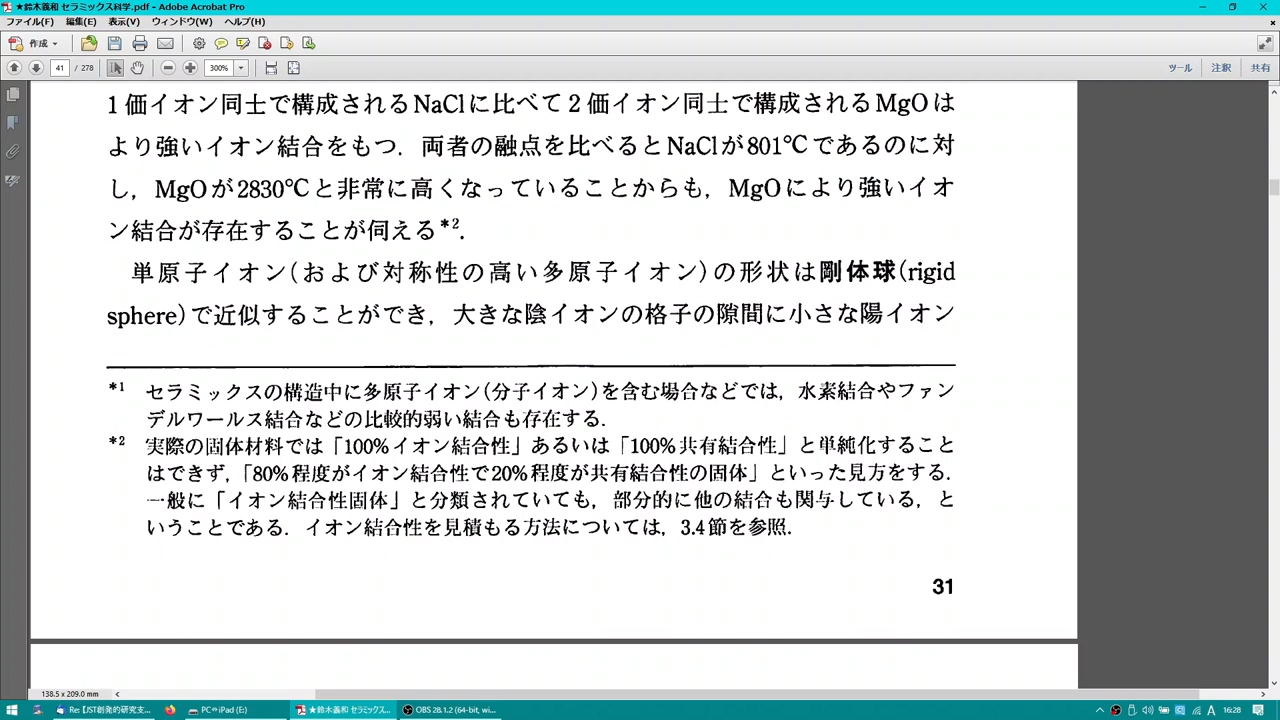 ★鈴木義和 セラミックス科学.pdf - Adobe Acrobat Pro
ファイル(F) 編集(E) 表示(V) ウィンドウ(W) ヘルプ(H)
作成
41 / 278 300% ツール 注釈 共有
1価イオン同士で構成されるNaClに比べて2価イオン同士で構成されるMgOは
より強いイオン結合をもつ．両者の融点を比べるとNaClが801℃であるのに対
し，MgOが2830℃と非常に高くなっていることからも，MgOにより強いイオ
ン結合が存在することが伺える*2.
単原子イオン(および対称性の高い多原子イオン)の形状は剛体球(rigid
sphere)で近似することができ，大きな陰イオンの格子の隙間に小さな陽イオン
*1 セラミックスの構造中に多原子イオン(分子イオン)を含む場合などでは，水素結合やファン
デルワールス結合などの比較的弱い結合も存在する．
*2 実際の固体材料では「100%イオン結合性」あるいは「100%共有結合性」と単純化すること
はできず，「80%程度がイオン結合性で20%程度が共有結合性の固体」といった見方をする．
一般に「イオン結合性固体」と分類されていても，部分的に他の結合も関与している，と
いうことである．イオン結合性を見積もる方法については，3.4節を参照．
31
138.5 x 209.0 mm
Re: 【JST創発的研究支... PC⇔iPad (E:) ★鈴木義和 セラミックス... OBS 28.1.2 (64-bit, wi... A 16:28